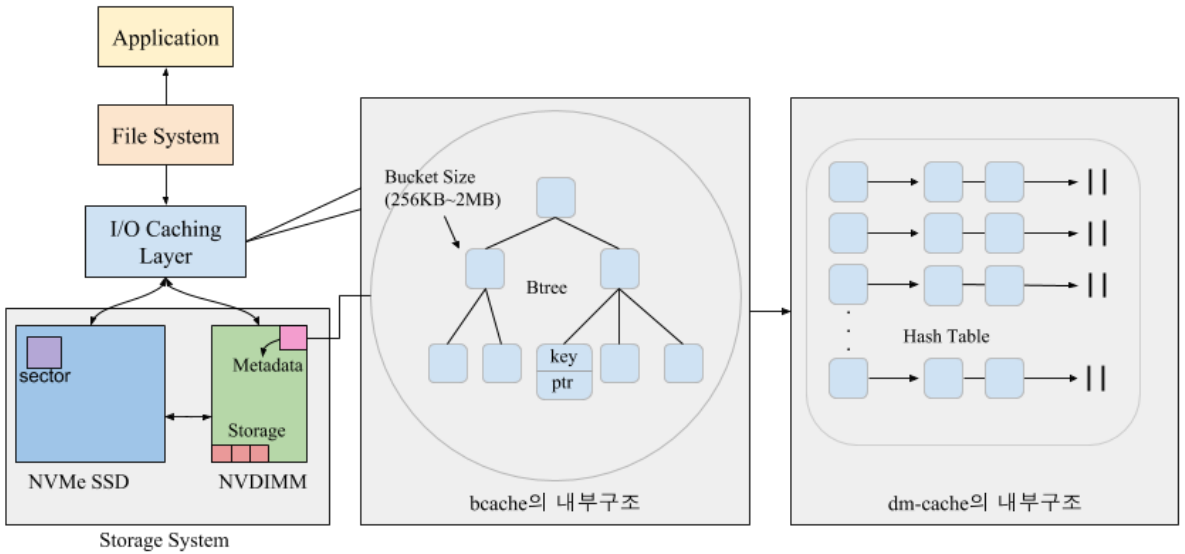 Application
File System
I/O Caching
Layer
sector
Metadata
Storage
NVMe SSD
NVDIMM
Storage System
Bucket Size
(256KB~2MB)
Btree
key
ptr
bcache의 내부구조
Hash Table
dm-cache의 내부구조